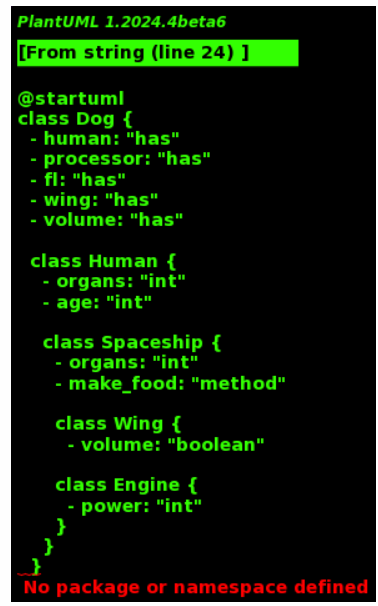 PlantUML 1.2024.4beta6
[From string (line 24) ]
@startuml
class Dog {
- human: "has"
- processor: "has"
- fl: "has"
- wing: "has"
- volume: "has"
class Human {
- organs: "int"
- age: "int"
class Spaceship {
- organs: "int"
- make_food: "method"
class Wing {
- volume: "boolean"
class Engine {
- power: "int"
}
}
}
No package or namespace defined